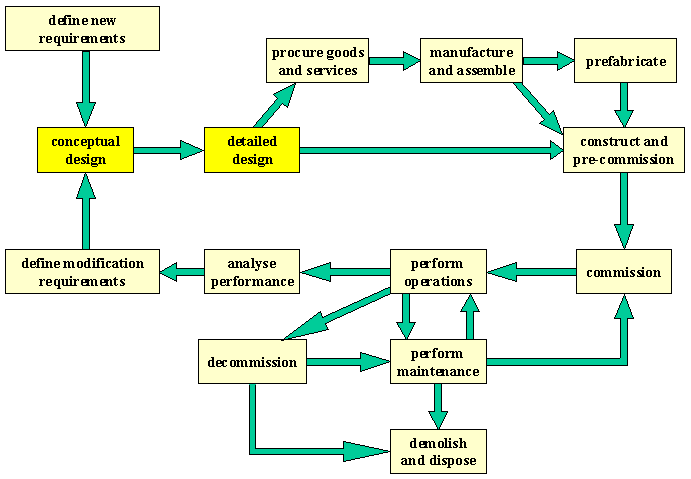 define new
requirements
procure goods
and services
manufacture
and assemble
prefabricate
conceptual
design
detailed
design
construct and
pre-commission
define modification
requirements
analyse
performance
perform
operations
commission
decommission
perform
maintenance
demolish
and dispose